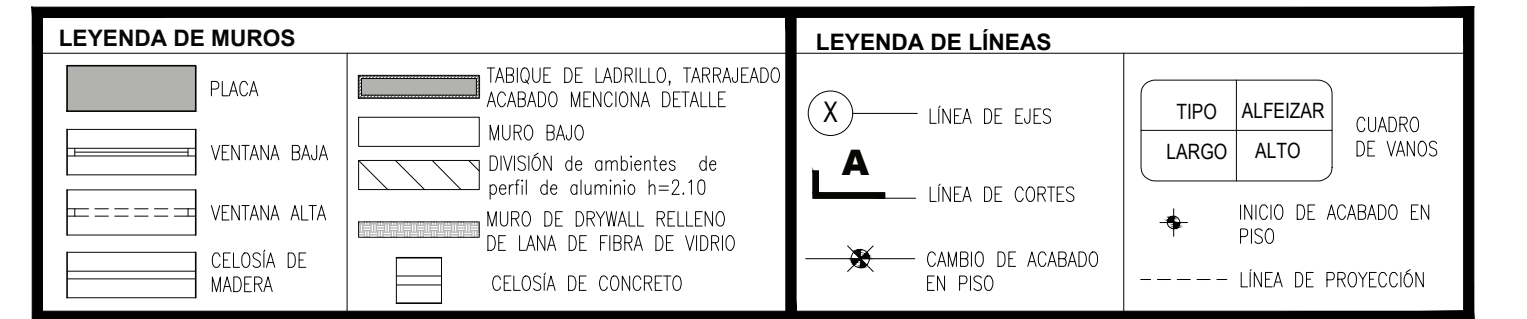 LEYENDA DE MUROS
PLACA
VENTANA BAJA
VENTANA ALTA
CELOSÍA DE
MADERA
TABIQUE DE LADRILLO, TARRAJEADO
ACABADO MENCIONA DETALLE
MURO BAJO
DIVISIÓN de ambientes de
perfil de aluminio h=2.10
MURO DE DRYWALL RELLENO
DE LANA DE FIBRA DE VIDRIO
CELOSÍA DE CONCRETO
LEYENDA DE LÍNEAS
X
LÍNEA DE EJES
A
LÍNEA DE CORTES
CAMBIO DE ACABADO
EN PISO
TIPO ALFEIZAR
LARGO ALTO
CUADRO
DE VANOS
INICIO DE ACABADO EN
PISO
LÍNEA DE PROYECCIÓN